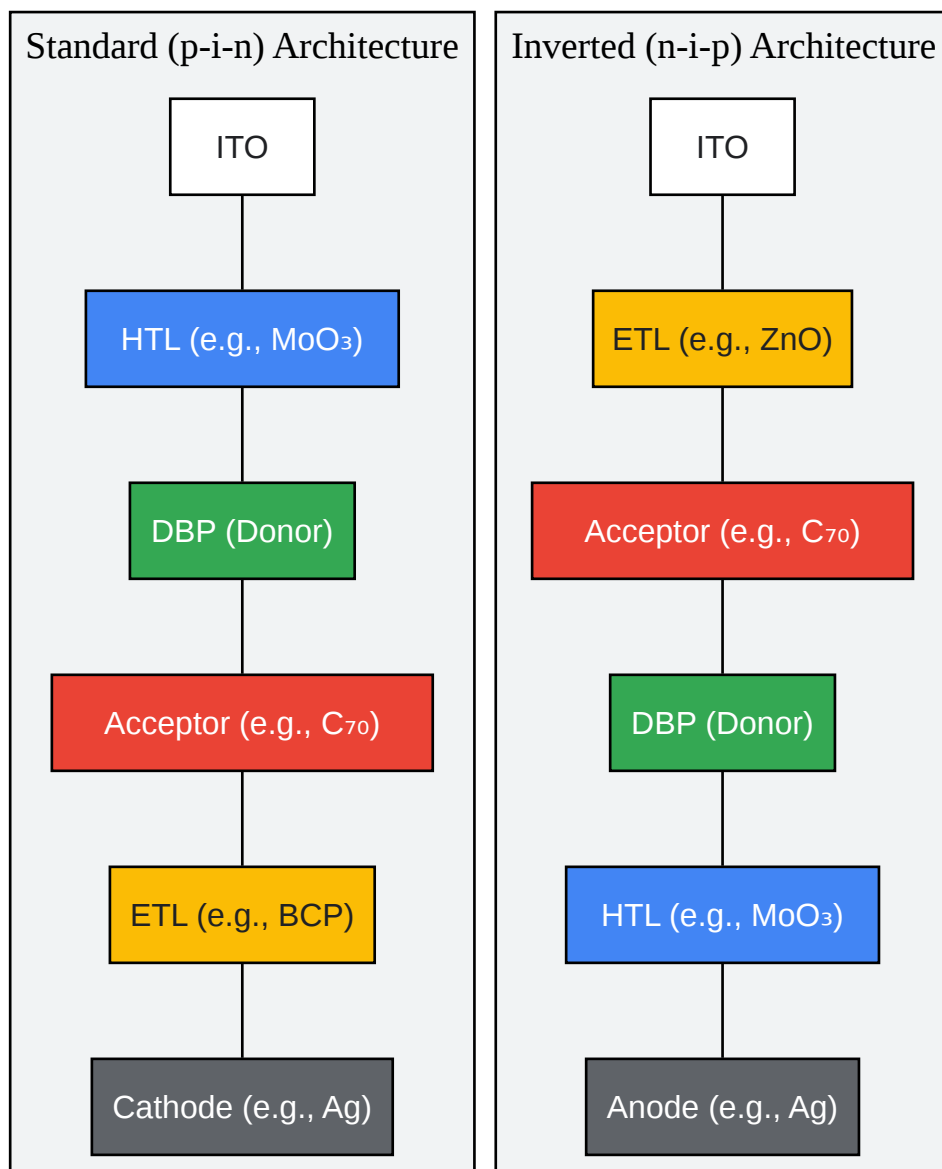 Standard (p-i-n) Architecture
ITO
HTL (e.g., MoO₃)
DBP (Donor)
Acceptor (e.g., C₇₀)
ETL (e.g., BCP)
Cathode (e.g., Ag)
Inverted (n-i-p) Architecture
ITO
ETL (e.g., ZnO)
Acceptor (e.g., C₇₀)
DBP (Donor)
HTL (e.g., MoO₃)
Anode (e.g., Ag)